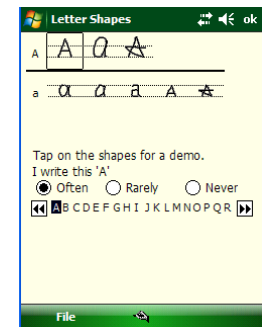 Letter Shapes ok
A A a A
a a a a A A
Tap on the shapes for a demo.
I write this 'A'
Often Rarely Never
A B C D E F G H I J K L M N O P Q R
File